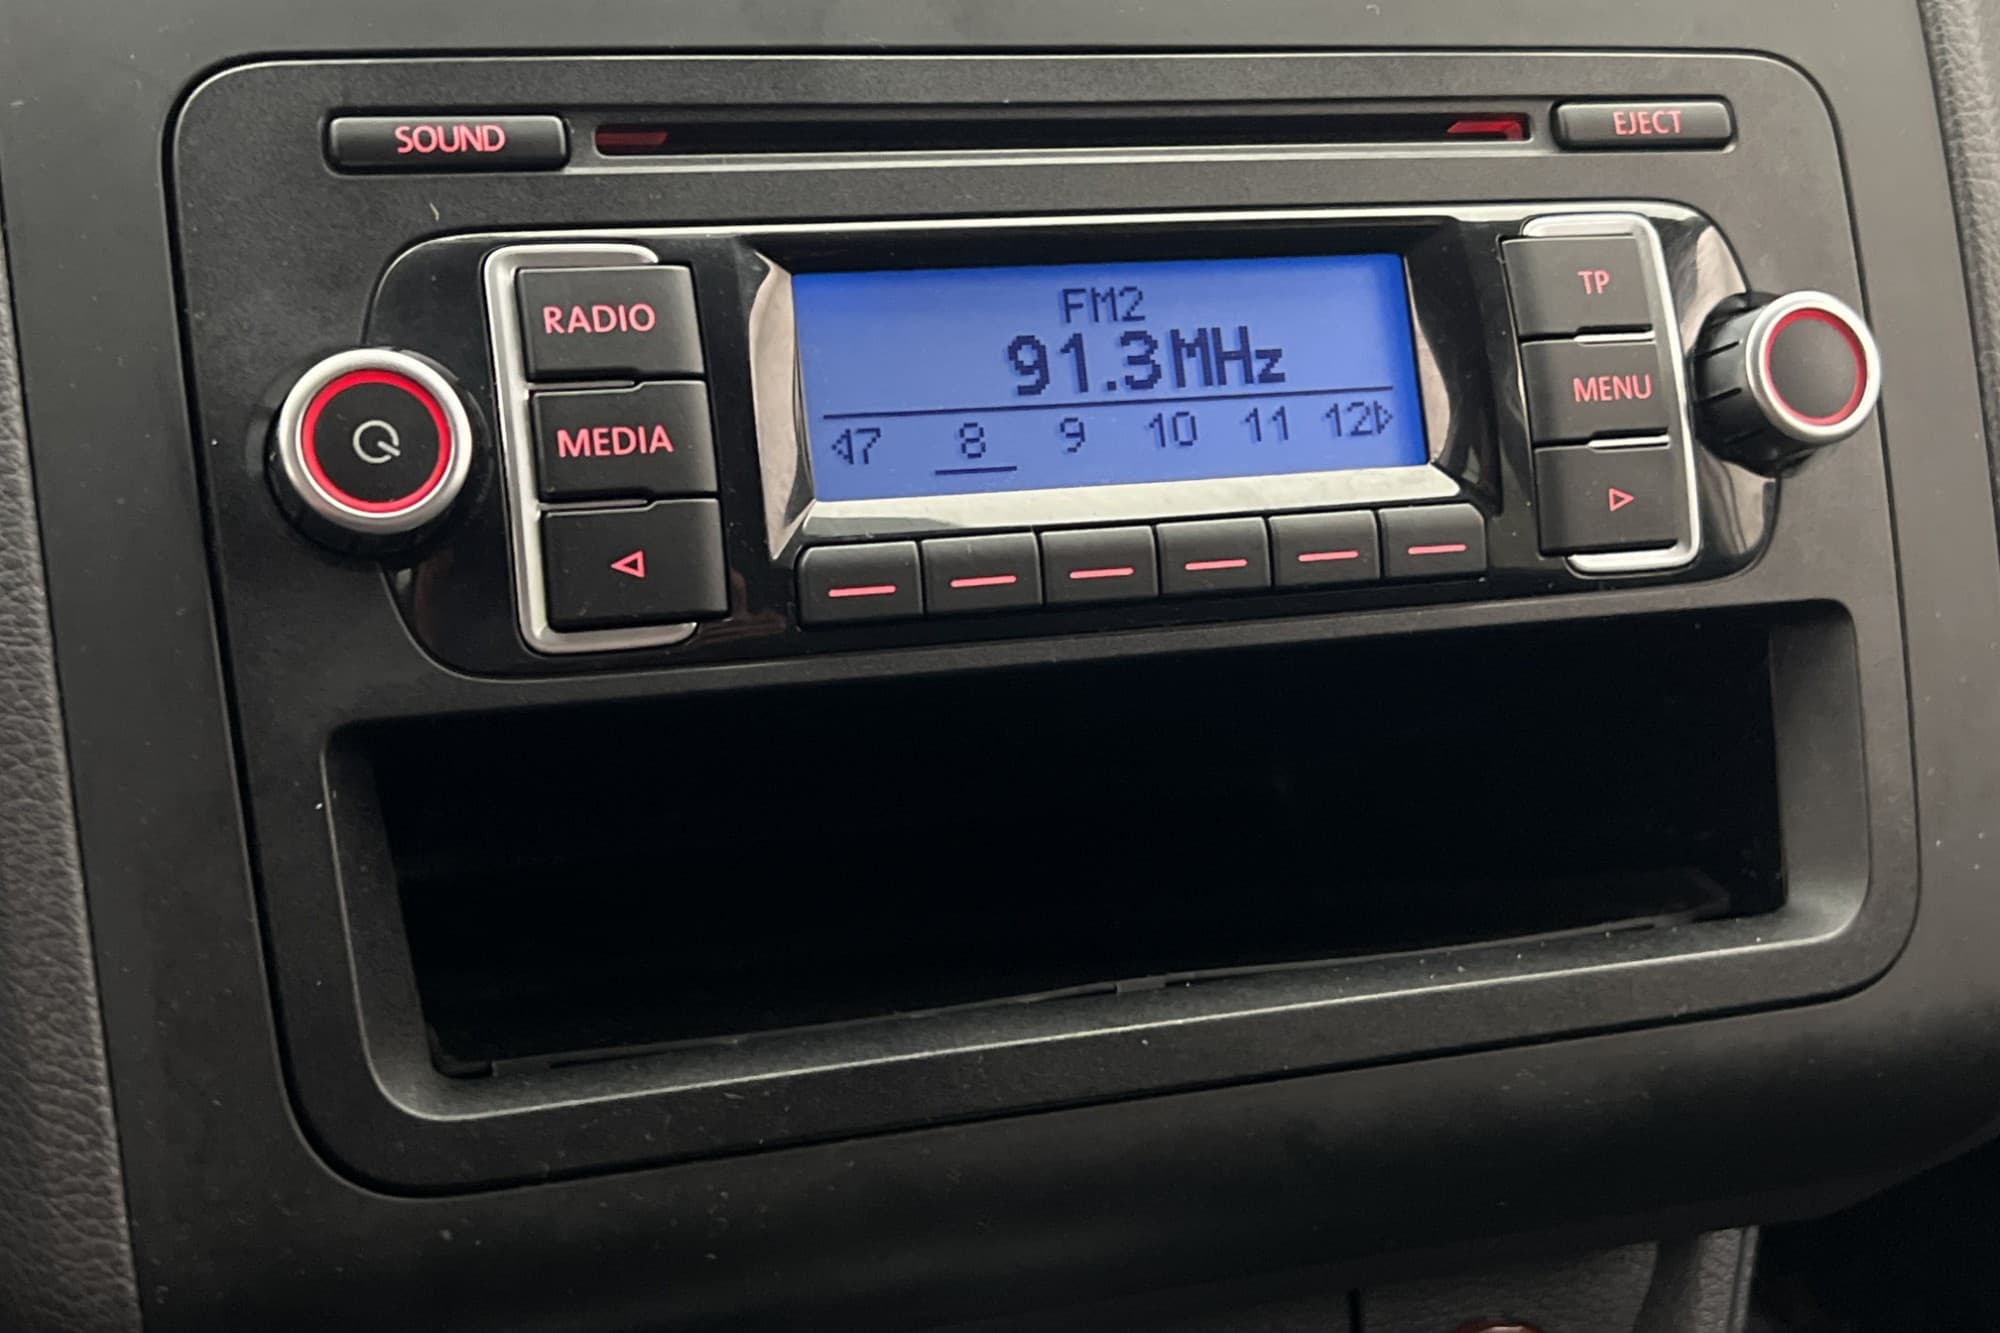 SOUND
EJECT
RADIO
MEDIA
FM2
91.3MHz
7 8 9 10 11 12
TP
MENU